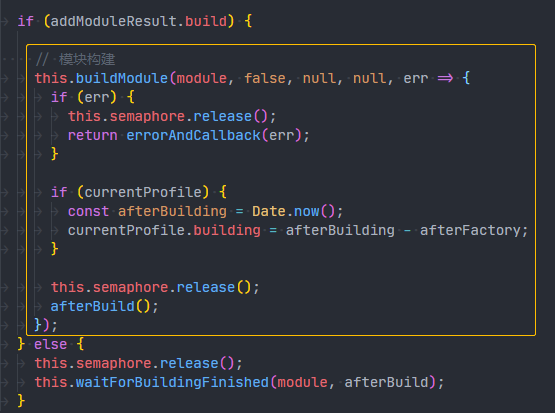 if (addModuleResult.build) {
// 模块构建
this.buildModule(module, false, null, null, err => {
if (err) {
this.semaphore.release();
return errorAndCallback(err);
}
if (currentProfile) {
const afterBuilding = Date.now();
currentProfile.building = afterBuilding - afterFactory;
}
this.semaphore.release();
afterBuild();
});
} else {
this.semaphore.release();
this.waitForBuildingFinished(module, afterBuild);
}